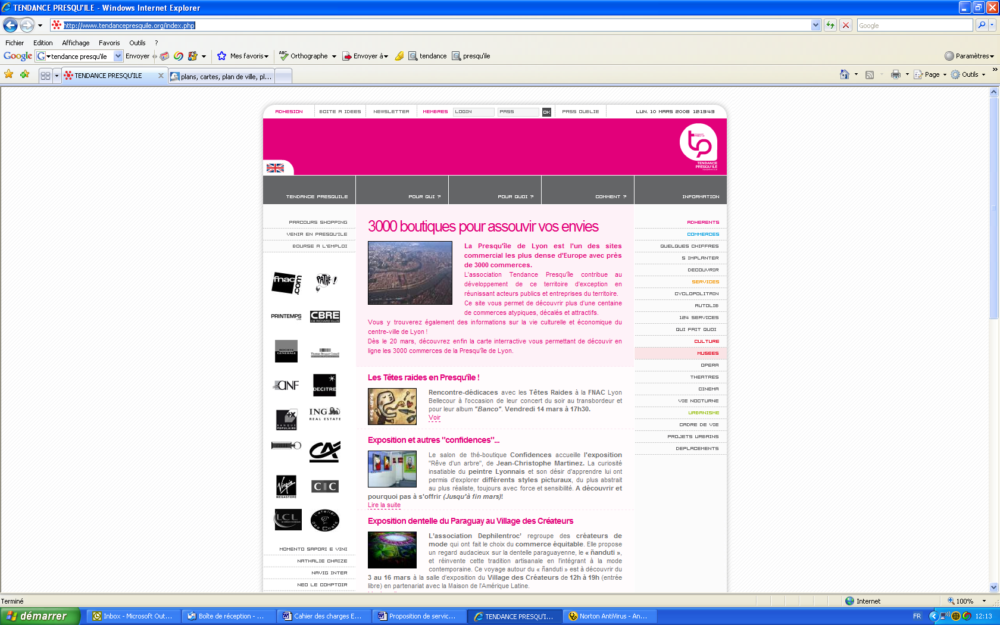 TENDANCE PRESQU'ILE - Windows Internet Explorer
http://www.tendancepresquile.org/index.php
Google
Fichier Edition Affichage Favoris Outils ?
Google G tendance presqu'ile Envoyer Mes favoris ABC Orthographe Envoyer à tendance presqu'ile Paramètres
TENDANCE PRESQU'ILE plans, cartes, plan de ville, pl... Page Outils
ADHESION BOITE A IDEES NEWSLETTER MEMBRES LOGIN PASS OK PASS OUBLIE LUN. 10 MARS 2008 12:13:43
tp
TENDANCE
PRESQU'ILE
TENDANCE PRESQUILE POUR QUI ? POUR QUOI ? COMMENT ? INFORMATION
PARCOURS SHOPPING
VENIR EN PRESQU'ILE
BOURSE A L'EMPLOI
fnac.com
PATHÉ!
PRINTEMPS
CBRE
CB RICHARD ELLIS
SOCIETE
GENERALE
Thomas Bouquet Conseil
ANF
DECITRE
BANQUE
POPULAIRE
ING
REAL ESTATE
CA
Virgin
MEGASTORE
CIC
LCL
L'atelier des Chefs
MOMENTO SAPORI E VINI
NATHALIE CHAIZE
NAVIG INTER
NEO LE COMPTOIR
3000 boutiques pour assouvir vos envies
La Presqu'île de Lyon est l'un des sites
commercial les plus dense d'Europe avec près
de 3000 commerces.
L'association Tendance Presqu'île contribue au
développement de ce territoire d'exception en
réunissant acteurs publics et entreprises du territoire.
Ce site vous permet de découvrir plus d'une centaine
de commerces atypiques, décalés et attractifs.
Vous y trouverez également des informations sur la vie culturelle et économique du
centre-ville de Lyon !
Dès le 20 mars, découvrez enfin la carte interractive vous permettant de découvir en
ligne les 3000 commerces de la Presqu'île de Lyon.
Les Têtes raides en Presqu'île !
Rencontre-dédicaces avec les Têtes Raides à la FNAC Lyon
Bellecour à l'occasion de leur concert du soir au transbordeur et
pour leur album "Banco". Vendredi 14 mars à 17h30.
Voir
Exposition et autres "confidences"...
Le salon de thé-boutique Confidences accueille l'exposition
"Rêve d'un arbre", de Jean-Christophe Martinez. La curiosité
insatiable du peintre Lyonnais et son désir d'apprendre lui ont
permis d'explorer différents styles picturaux, du plus abstrait
au plus réaliste, toujours avec force et sensibilité. A découvrir et
pourquoi pas à s'offrir (Jusqu'à fin mars)!
Lire la suite
Exposition dentelle du Paraguay au Village des Créateurs
L'association Dephilentroc' regroupe des créateurs de
mode qui ont fait le choix du commerce équitable. Elle propose
un regard audacieux sur la dentelle paraguayenne, le « ñanduti »,
et réinvente cette tradition artisanale en l'intégrant à la mode
contemporaine. Ce voyage autour du « ñanduti » est à découvrir du
3 au 16 mars à la salle d'exposition du Village des Créateurs de 12h à 19h (entrée
libre) en partenariat avec la Maison de l'Amérique Latine.
ADHERENTS
COMMERCES
QUELQUES CHIFFRES
S IMPLANTER
DECOUVRIR
SERVICES
CYCLOPOLITAIN
AUTOLIB
124 SERVICES
QUI FAIT QUOI
CULTURE
MUSEES
OPERA
THEATRES
CINEMA
VIE NOCTURNE
URBANISME
CADRE DE VIE
PROJETS URBAINS
DEPLACEMENTS
Terminé Internet 100%
démarrer Inbox - Microsoft Out... Boîte de réception - ... Cahier des charges E... Proposition de servic... TENDANCE PRESQU'I... Norton AntiVirus - An... FR 12:13